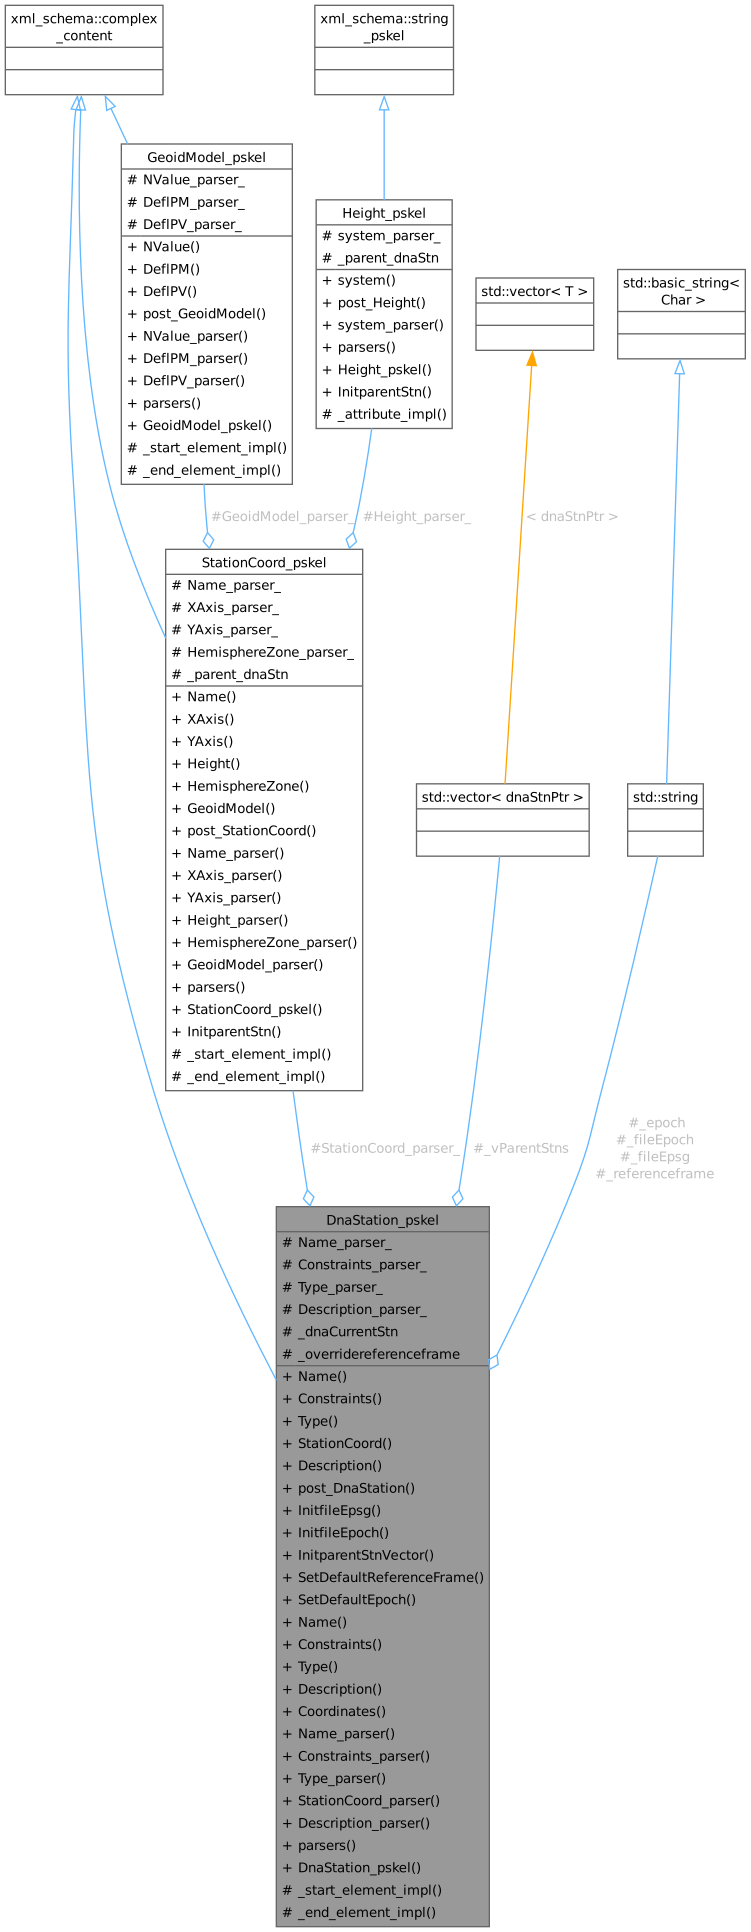 xml_schema::complex
_content
xml_schema::string
_pskel
GeoidModel_pskel
# NValue_parser_
# DeflPM_parser_
# DeflPV_parser_
+ NValue()
+ DeflPM()
+ DeflPV()
+ post_GeoidModel()
+ NValue_parser()
+ DeflPM_parser()
+ DeflPV_parser()
+ parsers()
+ GeoidModel_pskel()
# _start_element_impl()
# _end_element_impl()
Height_pskel
# system_parser_
# _parent_dnaStn
+ system()
+ post_Height()
+ system_parser()
+ parsers()
+ Height_pskel()
+ InitparentStn()
# _attribute_impl()
std::vector< T >
std::basic_string<
Char >
#GeoidModel_parser_
#Height_parser_
< dnaStnPtr >
StationCoord_pskel
# Name_parser_
# XAxis_parser_
# YAxis_parser_
# HemisphereZone_parser_
# _parent_dnaStn
+ Name()
+ XAxis()
+ YAxis()
+ Height()
+ HemisphereZone()
+ GeoidModel()
+ post_StationCoord()
+ Name_parser()
+ XAxis_parser()
+ YAxis_parser()
+ Height_parser()
+ HemisphereZone_parser()
+ GeoidModel_parser()
+ parsers()
+ StationCoord_pskel()
+ InitparentStn()
# _start_element_impl()
# _end_element_impl()
std::vector< dnaStnPtr >
std::string
#StationCoord_parser_
#_vParentStns
#_epoch
#_fileEpoch
#_fileEpsg
#_referenceframe
DnaStation_pskel
# Name_parser_
# Constraints_parser_
# Type_parser_
# Description_parser_
# _dnaCurrentStn
# _overridereferenceframe
+ Name()
+ Constraints()
+ Type()
+ StationCoord()
+ Description()
+ post_DnaStation()
+ InitfileEpsg()
+ InitfileEpoch()
+ InitparentStnVector()
+ SetDefaultReferenceFrame()
+ SetDefaultEpoch()
+ Name()
+ Constraints()
+ Type()
+ Description()
+ Coordinates()
+ Name_parser()
+ Constraints_parser()
+ Type_parser()
+ StationCoord_parser()
+ Description_parser()
+ parsers()
+ DnaStation_pskel()
# _start_element_impl()
# _end_element_impl()